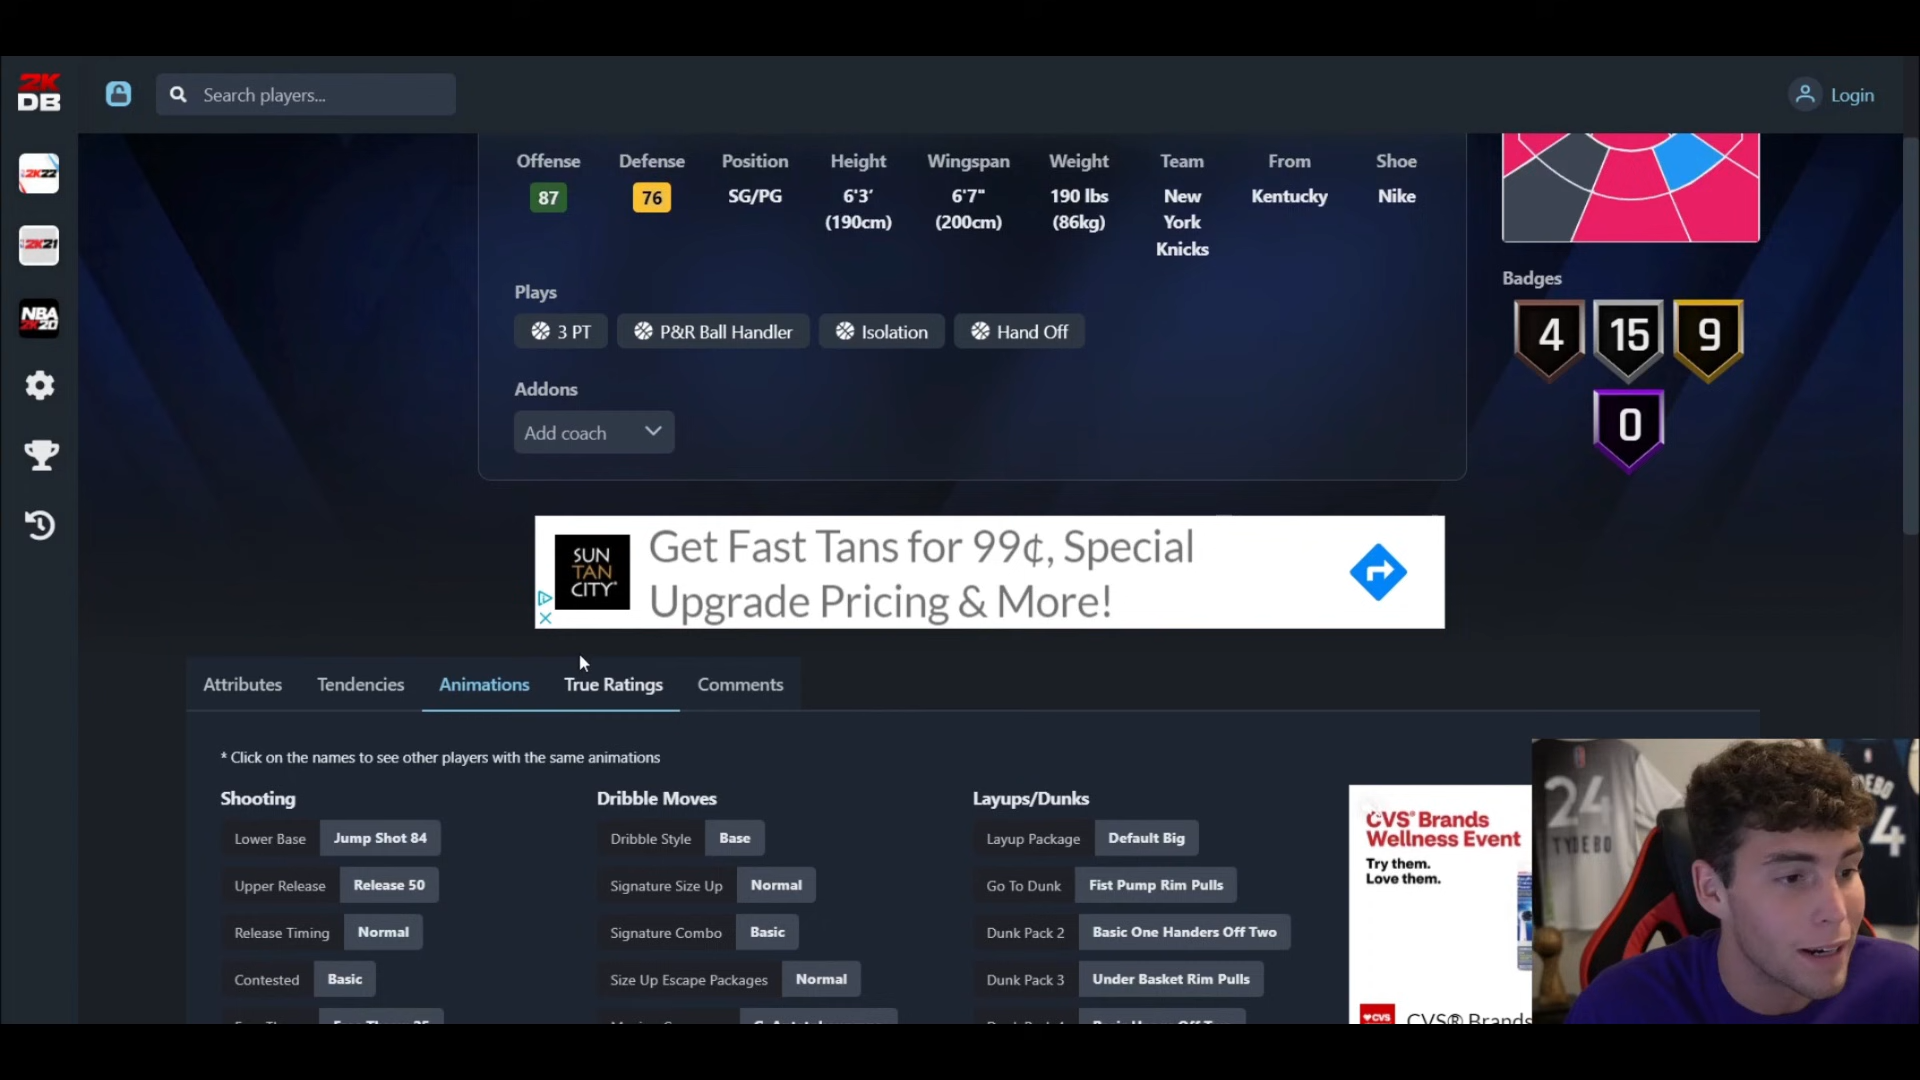 2K
DB
Search players...
Login
2K22
2K21
NBA
2K20
Offense
Defense
Position
Height
Wingspan
Weight
Team
From
Shoe
87
76
SG/PG
6'3'
(190cm)
6'7"
(200cm)
190 lbs
(86kg)
New
York
Knicks
Kentucky
Nike
Plays
3 PT
P&R Ball Handler
Isolation
Hand Off
Addons
Add coach
Badges
4
15
9
0
SUN
TAN
CITY
Get Fast Tans for 99¢, Special
Upgrade Pricing & More!
Attributes
Tendencies
Animations
True Ratings
Comments
* Click on the names to see other players with the same animations
Shooting
Lower Base Jump Shot 84
Upper Release Release 50
Release Timing Normal
Contested Basic
Dribble Moves
Dribble Style Base
Signature Size Up Normal
Signature Combo Basic
Size Up Escape Packages Normal
Layups/Dunks
Layup Package Default Big
Go To Dunk Fist Pump Rim Pulls
Dunk Pack 2 Basic One Handers Off Two
Dunk Pack 3 Under Basket Rim Pulls
CVS® Brands
Wellness Event
Try them.
Love them.
CVS
CVS® Brands
24
TYDEBO
4